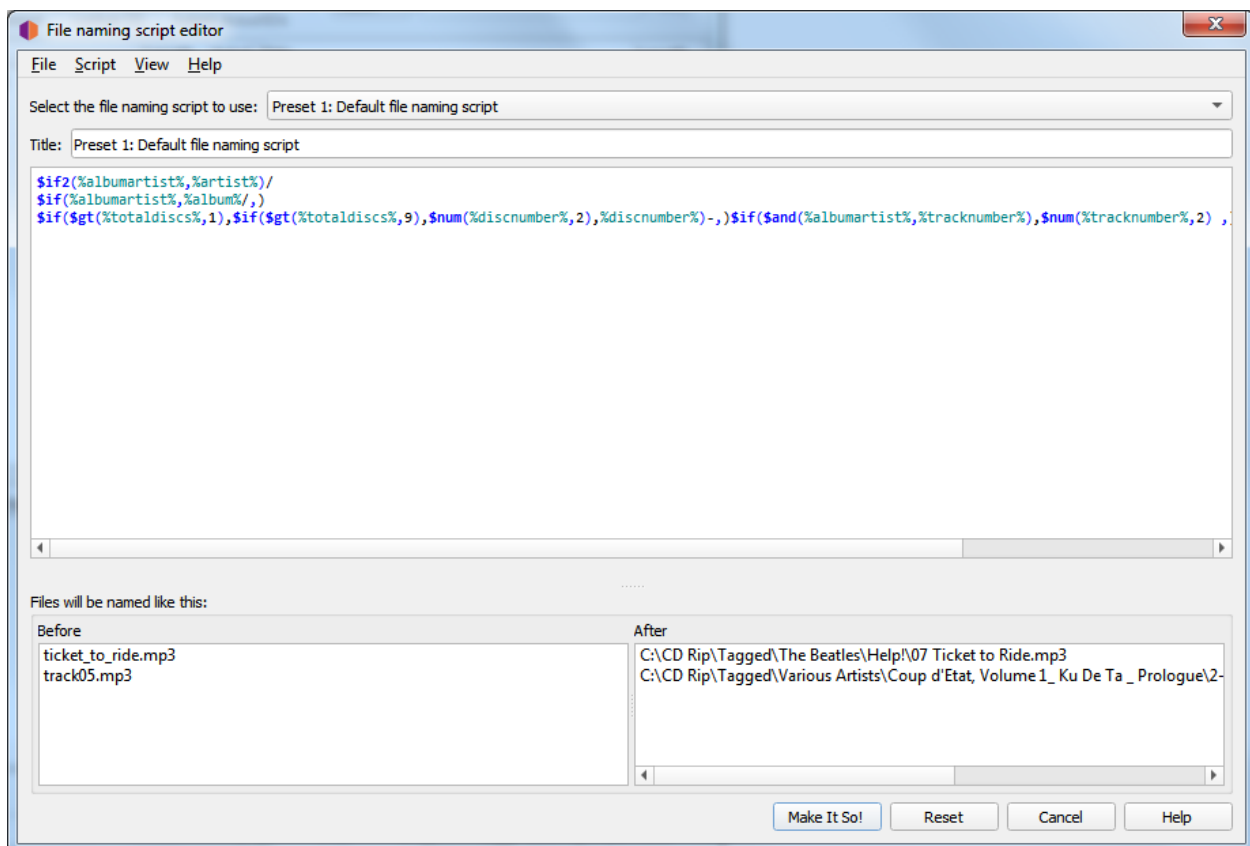 File naming script editor
File Script View Help
Select the file naming script to use: Preset 1: Default file naming script
Title: Preset 1: Default file naming script
$if2(%albumartist%,%artist%)/
$if(%albumartist%,%album%/,)
$if($gt(%totaldiscs%,1),$if($gt(%totaldiscs%,9),$num(%discnumber%,2),%discnumber%)-,)$if($and(%albumartist%,%tracknumber%),$num(%tracknumber%,2) ,)
Files will be named like this:
Before After
ticket_to_ride.mp3 C:\CD Rip\Tagged\The Beatles\Help!\07 Ticket to Ride.mp3
track05.mp3 C:\CD Rip\Tagged\Various Artists\Coup d'Etat, Volume 1_ Ku De Ta _ Prologue\2-
Make It So! Reset Cancel Help